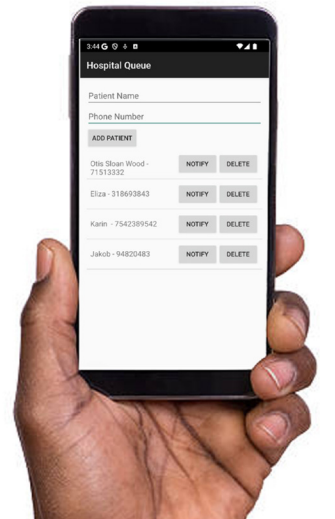 3:44 G
Hospital Queue
Patient Name
Phone Number
ADD PATIENT
Otis Sloan Wood - 71513332 NOTIFY DELETE
Eliza - 318693843 NOTIFY DELETE
Karin - 7542389542 NOTIFY DELETE
Jakob - 94820483 NOTIFY DELETE